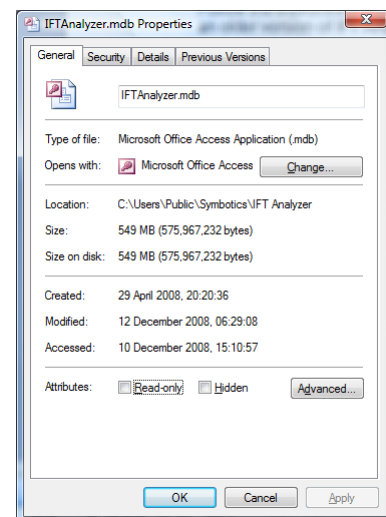 IFTAnalyzer.mdb Properties
General Security Details Previous Versions
IFTAnalyzer.mdb
Type of file: Microsoft Office Access Application (.mdb)
Opens with: Microsoft Office Access Change...
Location: C:\Users\Public\Symbotics\IFT Analyzer
Size: 549 MB (575,967,232 bytes)
Size on disk: 549 MB (575,967,232 bytes)
Created: 29 April 2008, 20:20:36
Modified: 12 December 2008, 06:29:08
Accessed: 10 December 2008, 15:10:57
Attributes: Read-only Hidden Advanced...
OK Cancel Apply